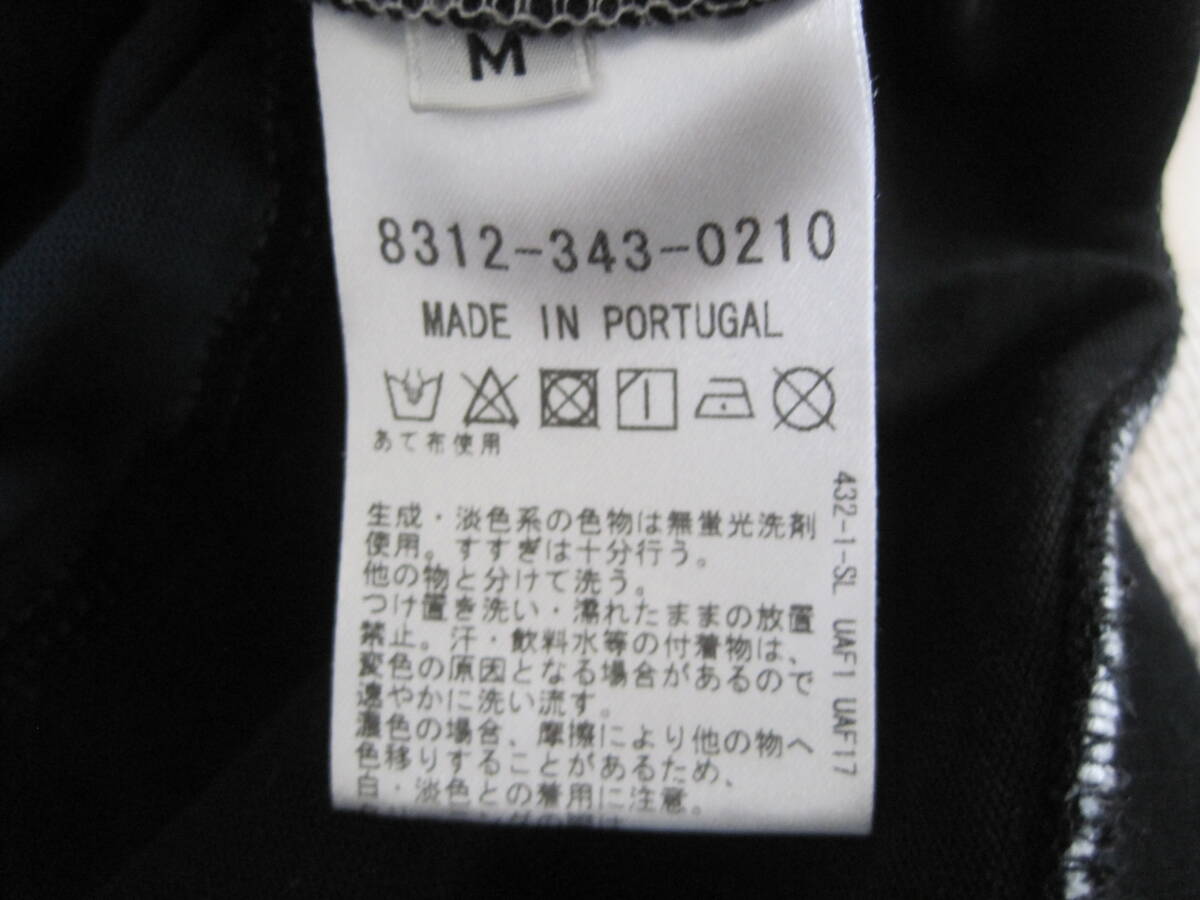 M
8312-343-0210
MADE IN PORTUGAL
あて布使用
生成・淡色系の色物は無蛍光洗剤
使用。すすぎは十分行う。
他の物と分けて洗う。
つけ置き洗い・濡れたままの放置
禁止。汗・飲料水等の付着物は、
変色の原因となる場合があるので
速やかに洗い流す。
濃色の場合、摩擦により他の物へ
色移りすることがあるため、
白・淡色との着用に注意。
432-1-SL UAF1 UAF17